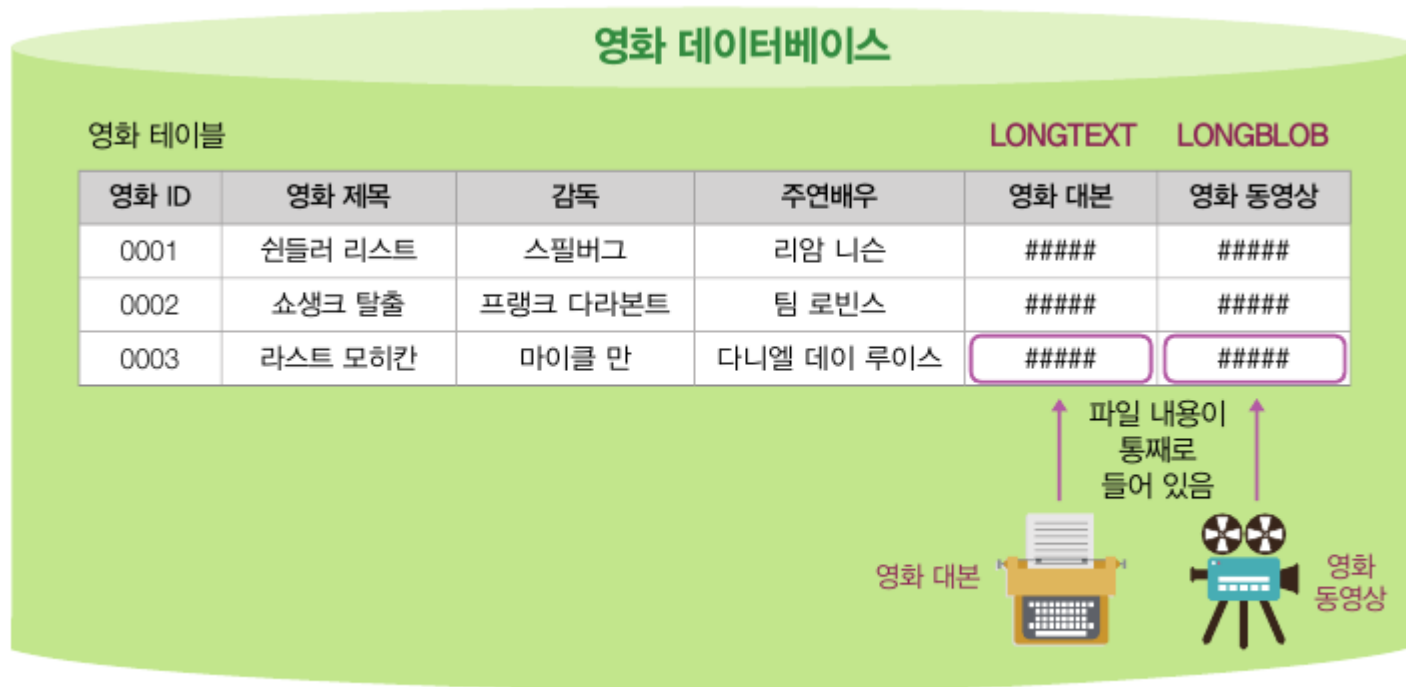 영화 데이터베이스
영화 테이블 LONGTEXT LONGBLOB
영화 ID 영화 제목 감독 주연배우 영화 대본 영화 동영상
0001 쉰들러 리스트 스필버그 리암 니슨 ##### #####
0002 쇼생크 탈출 프랭크 다라본트 팀 로빈스 ##### #####
0003 라스트 모히칸 마이클 만 다니엘 데이 루이스 ##### #####
파일 내용이
통째로
들어 있음
영화 대본
영화
동영상